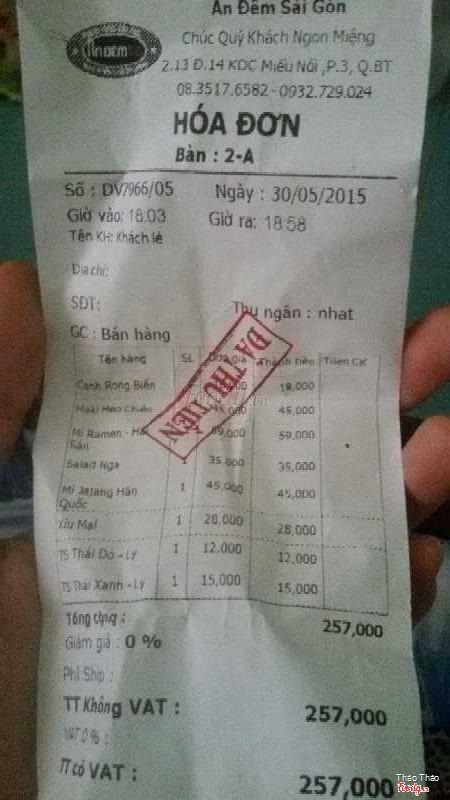 Ăn Đêm Sài Gòn
ĂN ĐÊM
Chúc Quý Khách Ngon Miệng
2.13 Đ.14 KDC Miếu Nổi ,P.3, Q.BT
08.3517.6582 - 0932.729.024
HÓA ĐƠN
Bàn : 2-A
Số : DV7966/05 Ngày : 30/05/2015
Giờ vào: 18:03 Giờ ra: 18:58
Tên KH: Khách lẻ
Địa chỉ:
SĐT: Thu ngân : nhat
GC : Bán hàng
Tên hàng SL Đơn giá Thành tiền Tiền CK
ĐÃ THU TIỀN
Canh Rong Biển 18,000
Maki Heo Chiên 45,000 45,000
Mì Ramen - Hải 59,000 59,000
Sản
Salad Nga 1 35,000 35,000
Mì Jajang Hàn 1 45,000 45,000
Quốc
Xíu Mại 1 28,000 28,000
TS Thái Đỏ - Ly 1 12,000 12,000
TS Thái Xanh - Ly 1 15,000 15,000
Tổng cộng : 257,000
Giảm giá : 0 %
Phí Ship :
TT Không VAT : 257,000
VAT 0 % :
TT có VAT : 257,000
Thảo Thảo
Foody.vn